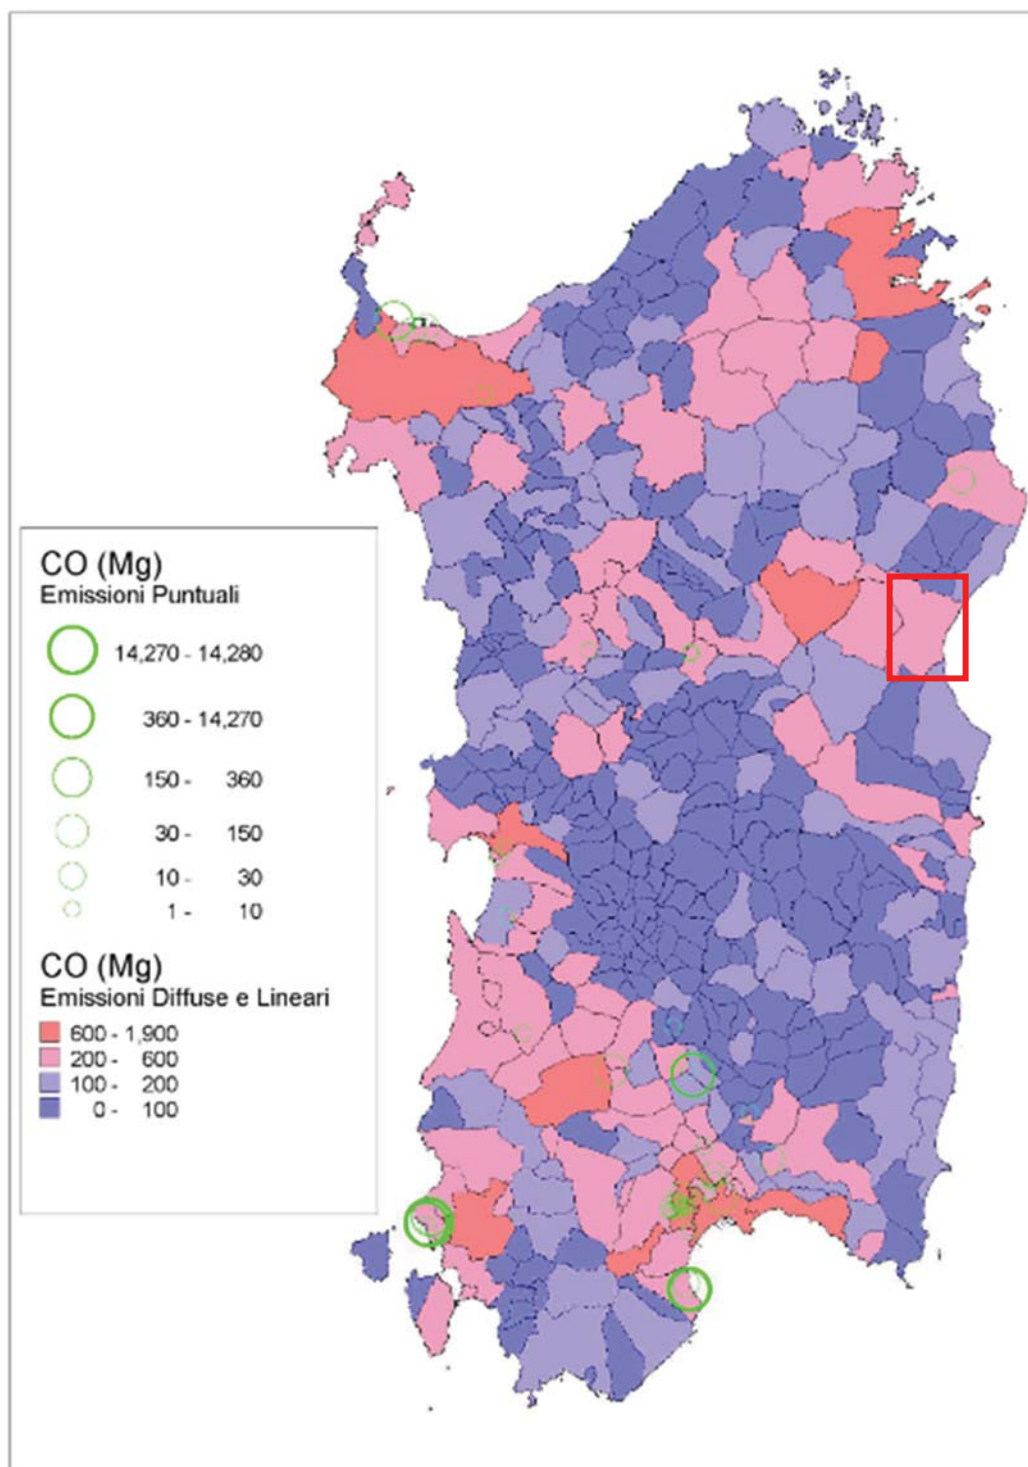 CO (Mg)
Emissioni Puntuali
14,270 - 14,280
360 - 14,270
150 - 360
30 - 150
10 - 30
1 - 10
CO (Mg)
Emissioni Diffuse e Lineari
600 - 1,900
200 - 600
100 - 200
0 - 100